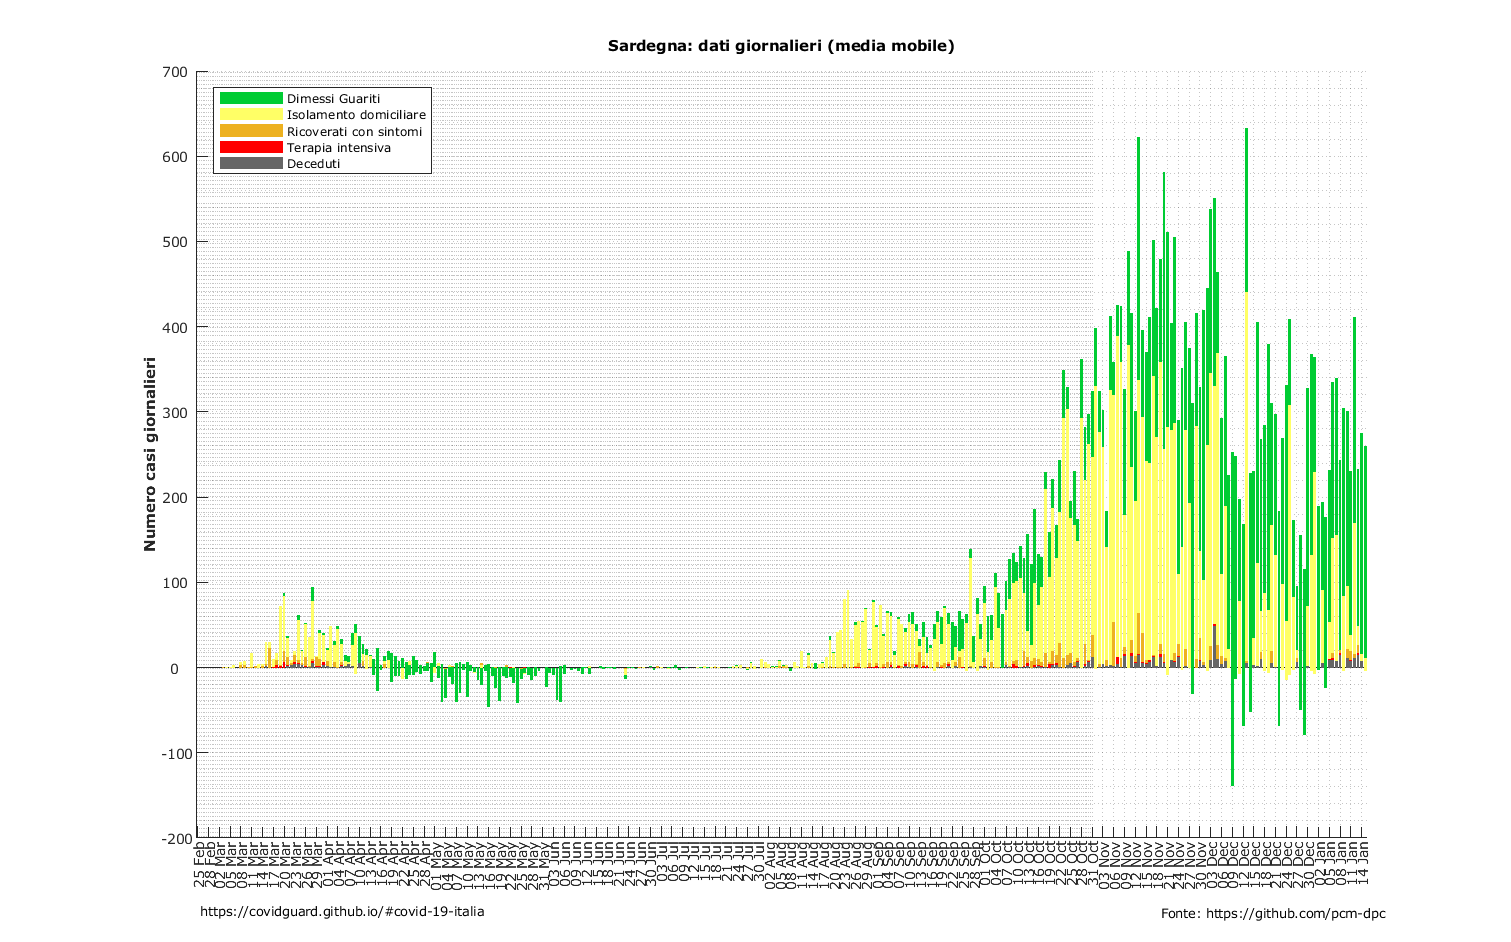 Sardegna: dati giornalieri (media mobile)
700
600
500
400
300
200
100
0
-100
-200
Numero casi giornalieri
Dimessi Guariti
Isolamento domiciliare
Ricoverati con sintomi
Terapia intensiva
Deceduti
25 Feb
28 Feb
02 Mar
05 Mar
08 Mar
11 Mar
14 Mar
17 Mar
20 Mar
23 Mar
26 Mar
29 Mar
01 Apr
04 Apr
07 Apr
10 Apr
13 Apr
16 Apr
19 Apr
22 Apr
25 Apr
28 Apr
01 May
04 May
07 May
10 May
13 May
16 May
19 May
22 May
25 May
28 May
31 May
03 Jun
06 Jun
09 Jun
12 Jun
15 Jun
18 Jun
21 Jun
24 Jun
27 Jun
30 Jun
03 Jul
06 Jul
09 Jul
12 Jul
15 Jul
18 Jul
21 Jul
24 Jul
27 Jul
30 Jul
02 Aug
05 Aug
08 Aug
11 Aug
14 Aug
17 Aug
20 Aug
23 Aug
26 Aug
29 Aug
01 Sep
04 Sep
07 Sep
10 Sep
13 Sep
16 Sep
19 Sep
22 Sep
25 Sep
28 Sep
01 Oct
04 Oct
07 Oct
10 Oct
13 Oct
16 Oct
19 Oct
22 Oct
25 Oct
28 Oct
31 Oct
03 Nov
06 Nov
09 Nov
12 Nov
15 Nov
18 Nov
21 Nov
24 Nov
27 Nov
30 Nov
03 Dec
06 Dec
09 Dec
12 Dec
15 Dec
18 Dec
21 Dec
24 Dec
27 Dec
30 Dec
02 Jan
05 Jan
08 Jan
11 Jan
14 Jan
https://covidguard.github.io/#covid-19-italia
Fonte: https://github.com/pcm-dpc